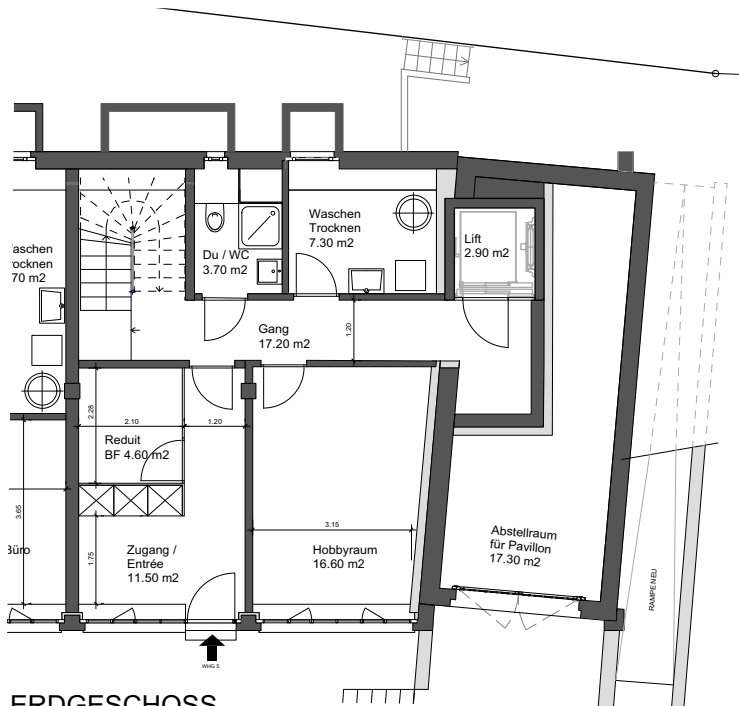 Waschen
Trocknen
7.30 m2
Lift
2.90 m2
Du / WC
3.70 m2
aschen
ocknen
70 m2
Gang
17.20 m2
1.20
2.28
2.10
1.20
Reduit
BF 4.60 m2
3.65
1.75
3.15
Büro
Zugang /
Entrée
11.50 m2
Hobbyraum
16.60 m2
Abstellraum
für Pavillon
17.30 m2
RAMPE NEU
WHG 5
ERDGESCHOSS